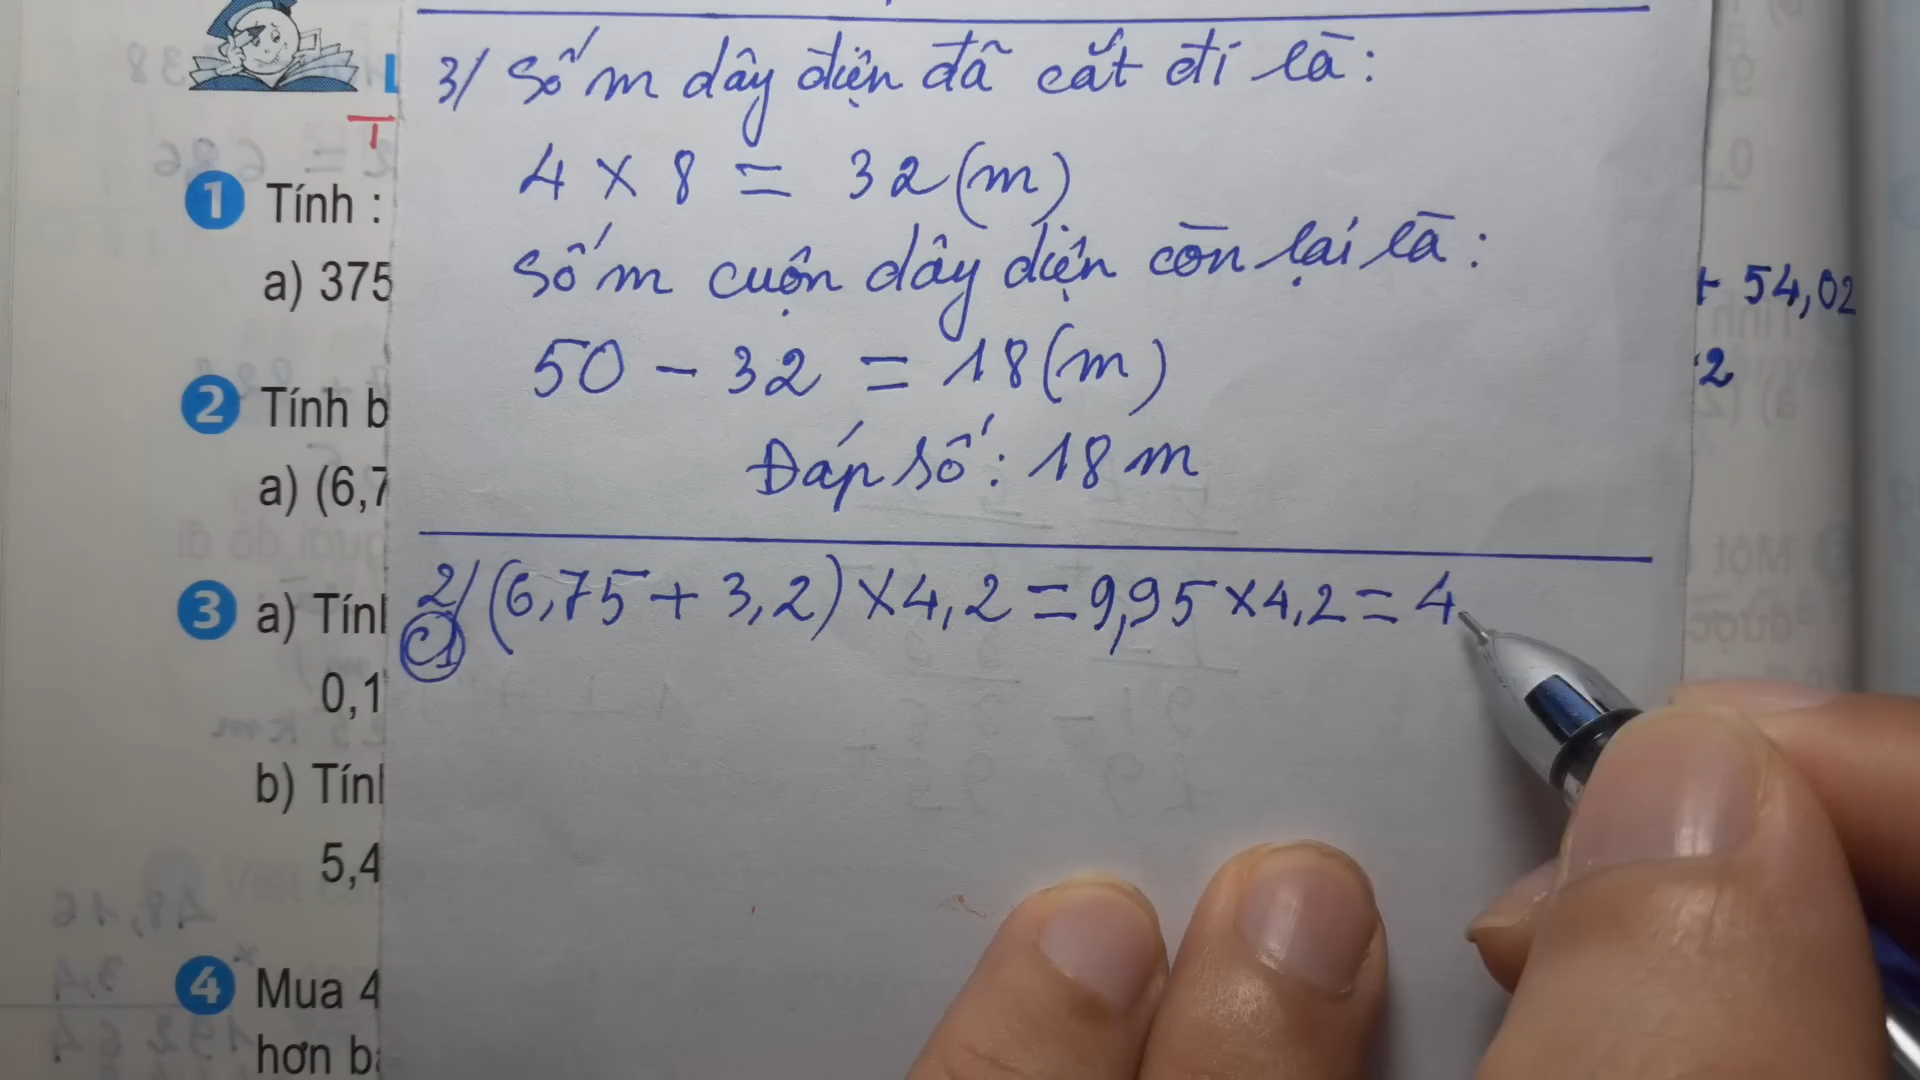 3/ Số m dây điện đã cắt đi là:
4 × 8 = 32 (m)
Số m cuộn dây điện còn lại là:
50 - 32 = 18 (m)
Đáp số: 18 m
2/ (6,75 + 3,2) × 4,2 = 9,95 × 4,2 = 4
C1
1 Tính :
a) 375
2 Tính b
a) (6,7
3 a) Tính
0,1
b) Tính
5,4
4 Mua 4
hơn b
+ 54,02
2